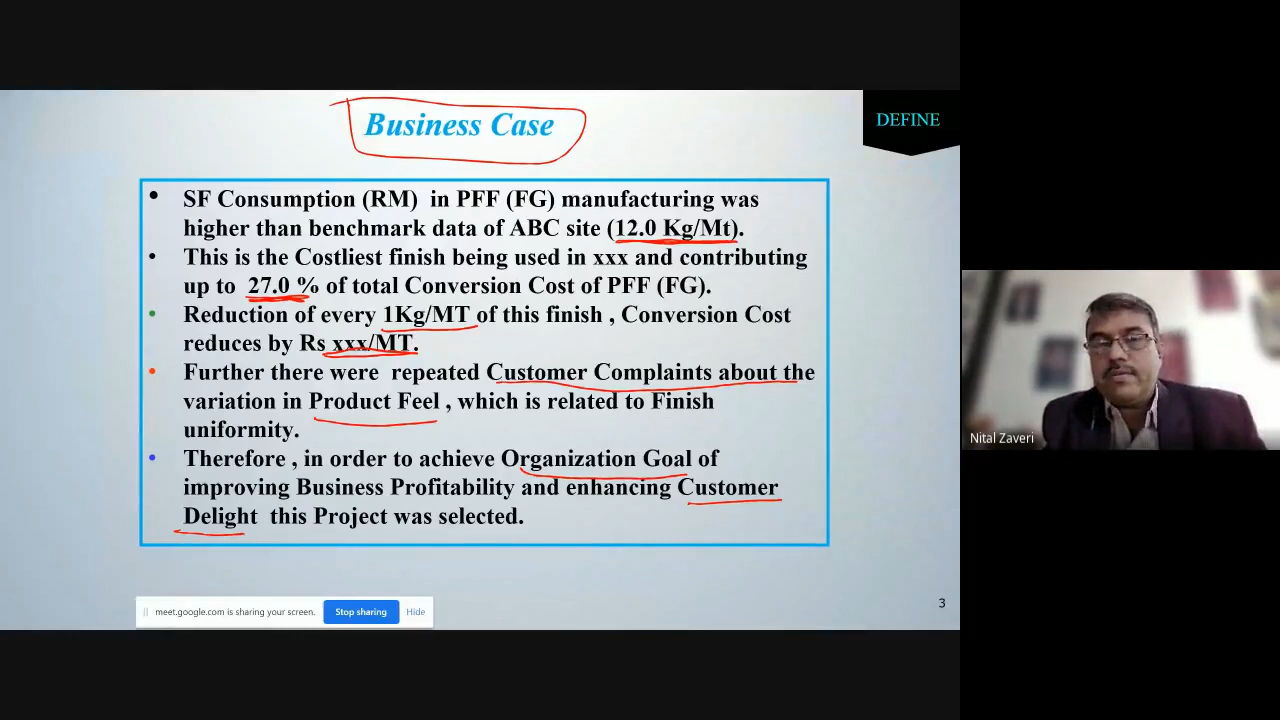 Business Case
DEFINE
• SF Consumption (RM) in PFF (FG) manufacturing was
higher than benchmark data of ABC site (12.0 Kg/Mt).
• This is the Costliest finish being used in xxx and contributing
up to 27.0 % of total Conversion Cost of PFF (FG).
• Reduction of every 1Kg/MT of this finish , Conversion Cost
reduces by Rs xxx/MT.
• Further there were repeated Customer Complaints about the
variation in Product Feel , which is related to Finish
uniformity.
• Therefore , in order to achieve Organization Goal of
improving Business Profitability and enhancing Customer
Delight this Project was selected.
Nital Zaveri
3
meet.google.com is sharing your screen. Stop sharing Hide